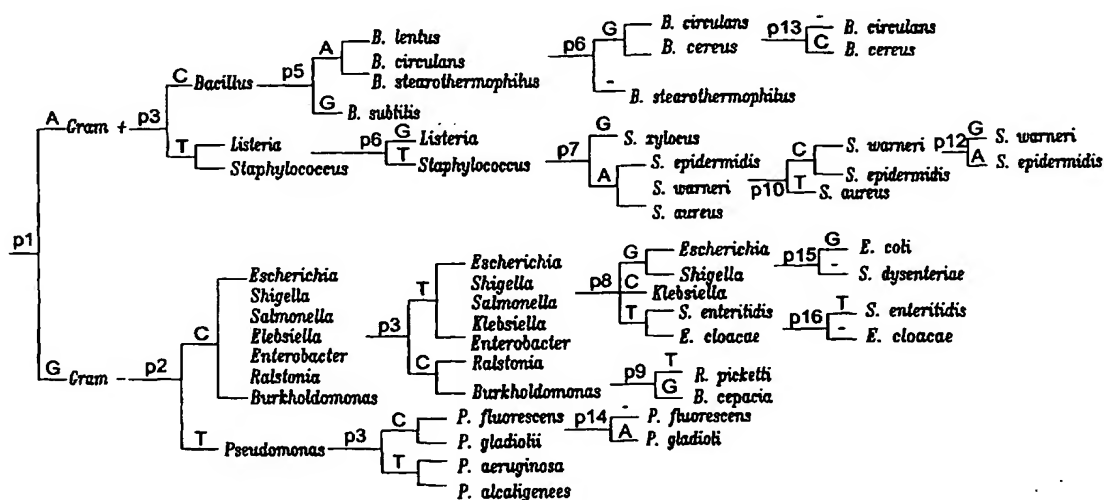 p1
A Gram + p3
C Bacillus p5
A B. lentus
B. circulans
B. stearothermophilus
G B. subtilis
p6
G B. circulans
B. cereus
- B. stearothermophilus
p13
- B. circulans
C B. cereus
T Listeria
Staphylococcus
p6
G Listeria
T Staphylococcus
p7
G S. xylocus
A S. epidermidis
S. warneri
S. aureus
p10
C S. warneri
S. epidermidis
T S. aureus
p12
G S. warneri
A S. epidermidis
G Gram - p2
C Escherichia
Shigella
Salmonella
Elebsiella
Enterobacter
Ralstonia
Burkholdomonas
p3
T Escherichia
Shigella
Salmonella
Klebsiella
Enterobacter
C Ralstonia
Burkholdomonas
p8
G Escherichia
Shigella
C Klebsiella
T S. enteritidis
E. cloacae
p15
G E. coli
- S. dysenteriae
p16
T S. enteritidis
- E. cloacae
p9
T R. picketti
G B. cepacia
T Pseudomonas p3
C P. fluorescens
P. gladiolii
T P. aeruginosa
P. alcaligenees
p14
- P. fluorescens
A P. gladioli